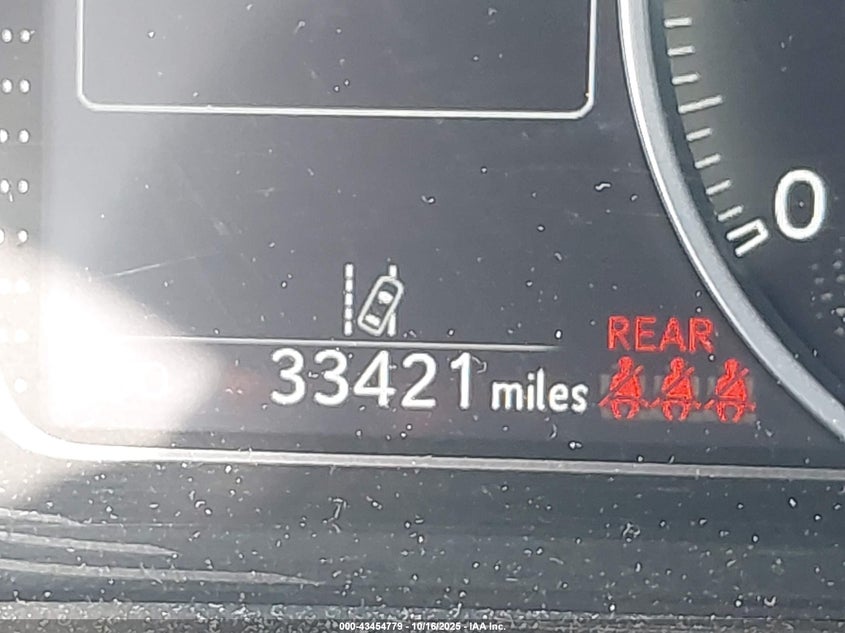 0
REAR
33421 miles
000-43454779 - 10/16/2025 - IAA Inc.